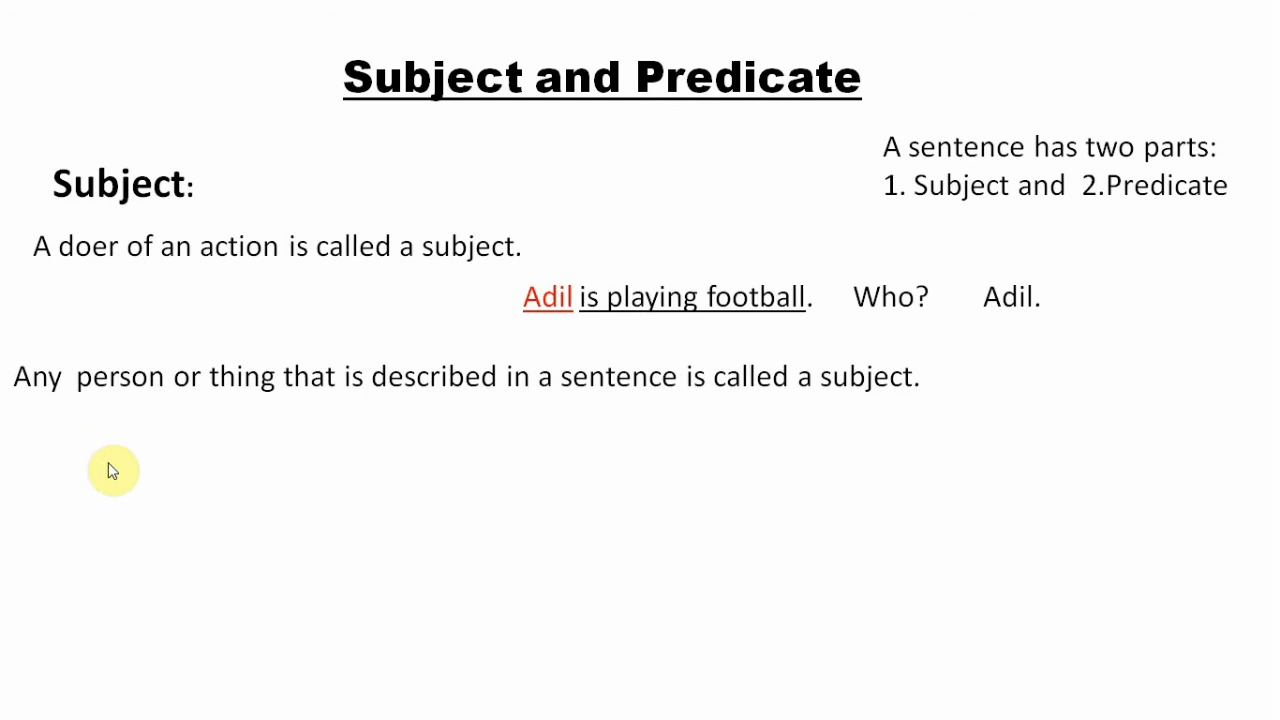 Subject and Predicate
A sentence has two parts:
1. Subject and 2.Predicate
Subject:
A doer of an action is called a subject.
Adil is playing football. Who? Adil.
Any person or thing that is described in a sentence is called a subject.